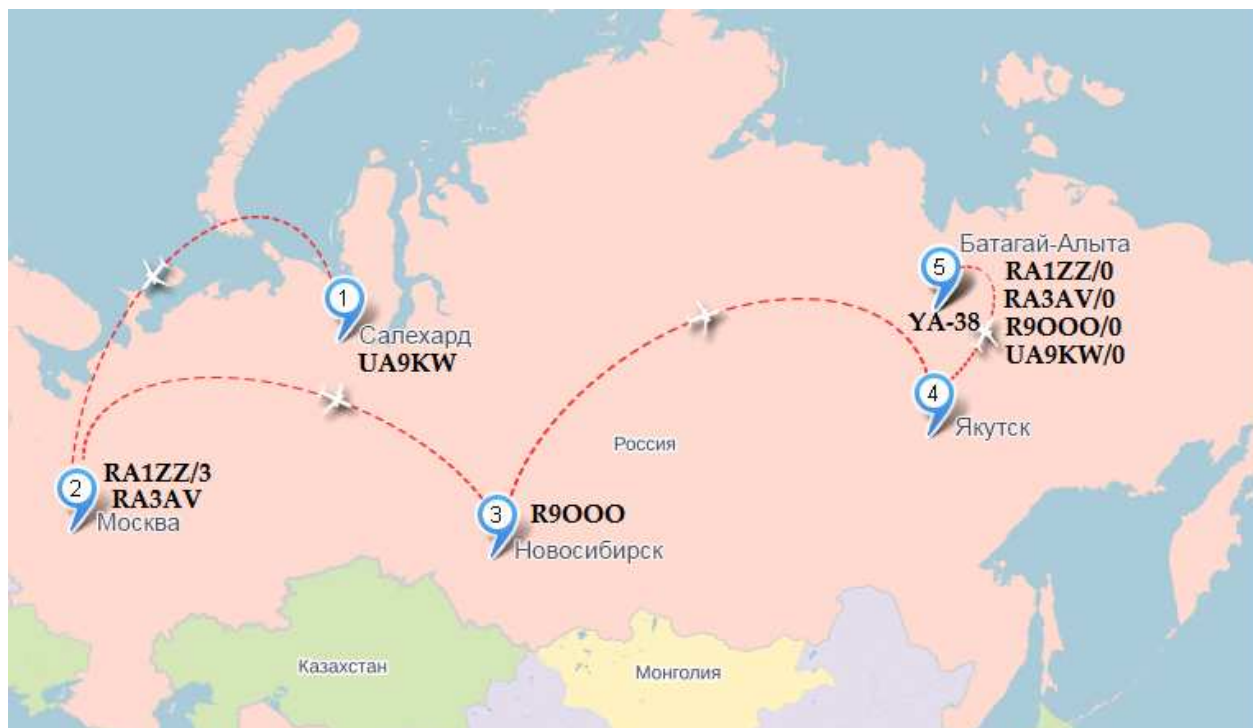 5
Батагай-Алыта
RA1ZZ/0
RA3AV/0
R9OOO/0
UA9KW/0
YA-38
1
Салехард
UA9KW
4
Якутск
Россия
2
RA1ZZ/3
RA3AV
Москва
3
R9OOO
Новосибирск
Казахстан
Монголия